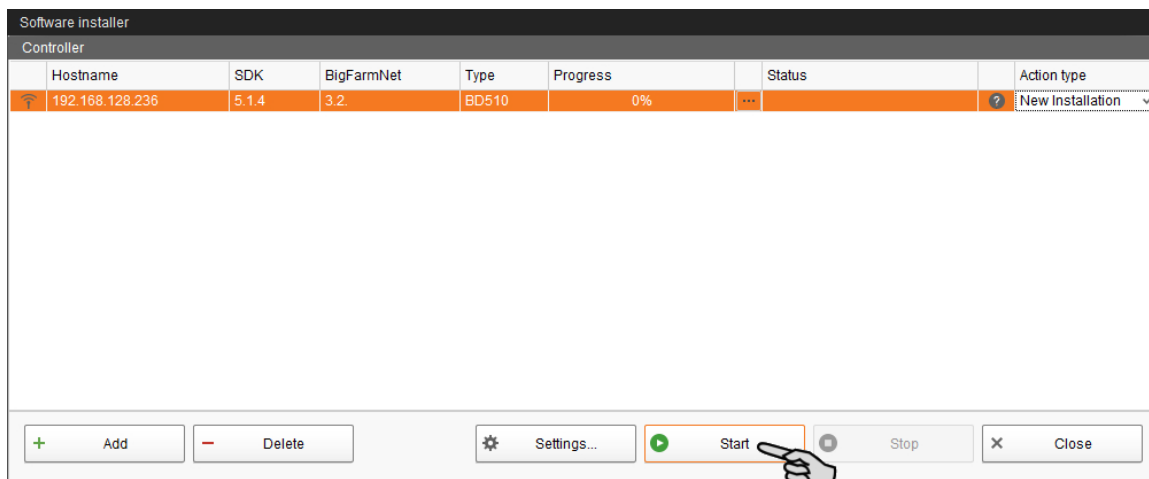 Software installer
Controller
Hostname SDK BigFarmNet Type Progress Status Action type
192.168.128.236 5.1.4 3.2. BD510 0% ... ? New Installation
Add Delete Settings... Start Stop Close